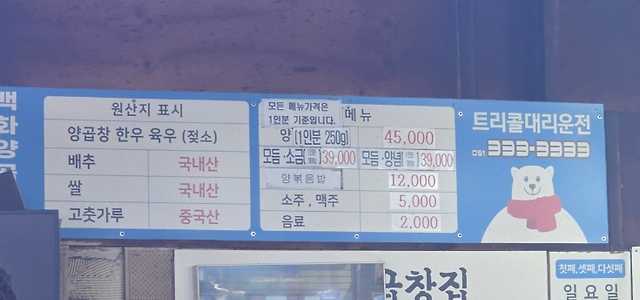 백화양
원산지 표시
양곱창 한우 육우 (젖소)
배추 국내산
쌀 국내산
고춧가루 중국산
모든 메뉴가격은
1인분 기준입니다.
메뉴
양 (1인분 250g) 45,000
모듬·소금 139,000 모듬·양념 139,000
양볶음밥 12,000
소주, 맥주 5,000
음료 2,000
트리콜대리운전
333-3333
곱창집
첫째, 셋째, 다섯째
일요일